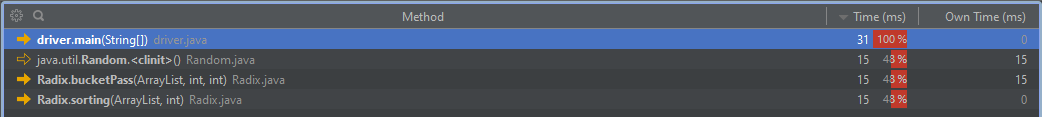 Method Time (ms) Own Time (ms)
driver.main(String[]) driver.java 31 100 % 0
java.util.Random.<clinit>() Random.java 15 48 % 15
Radix.bucketPass(ArrayList, int, int) Radix.java 15 48 % 15
Radix.sorting(ArrayList, int) Radix.java 15 48 % 0